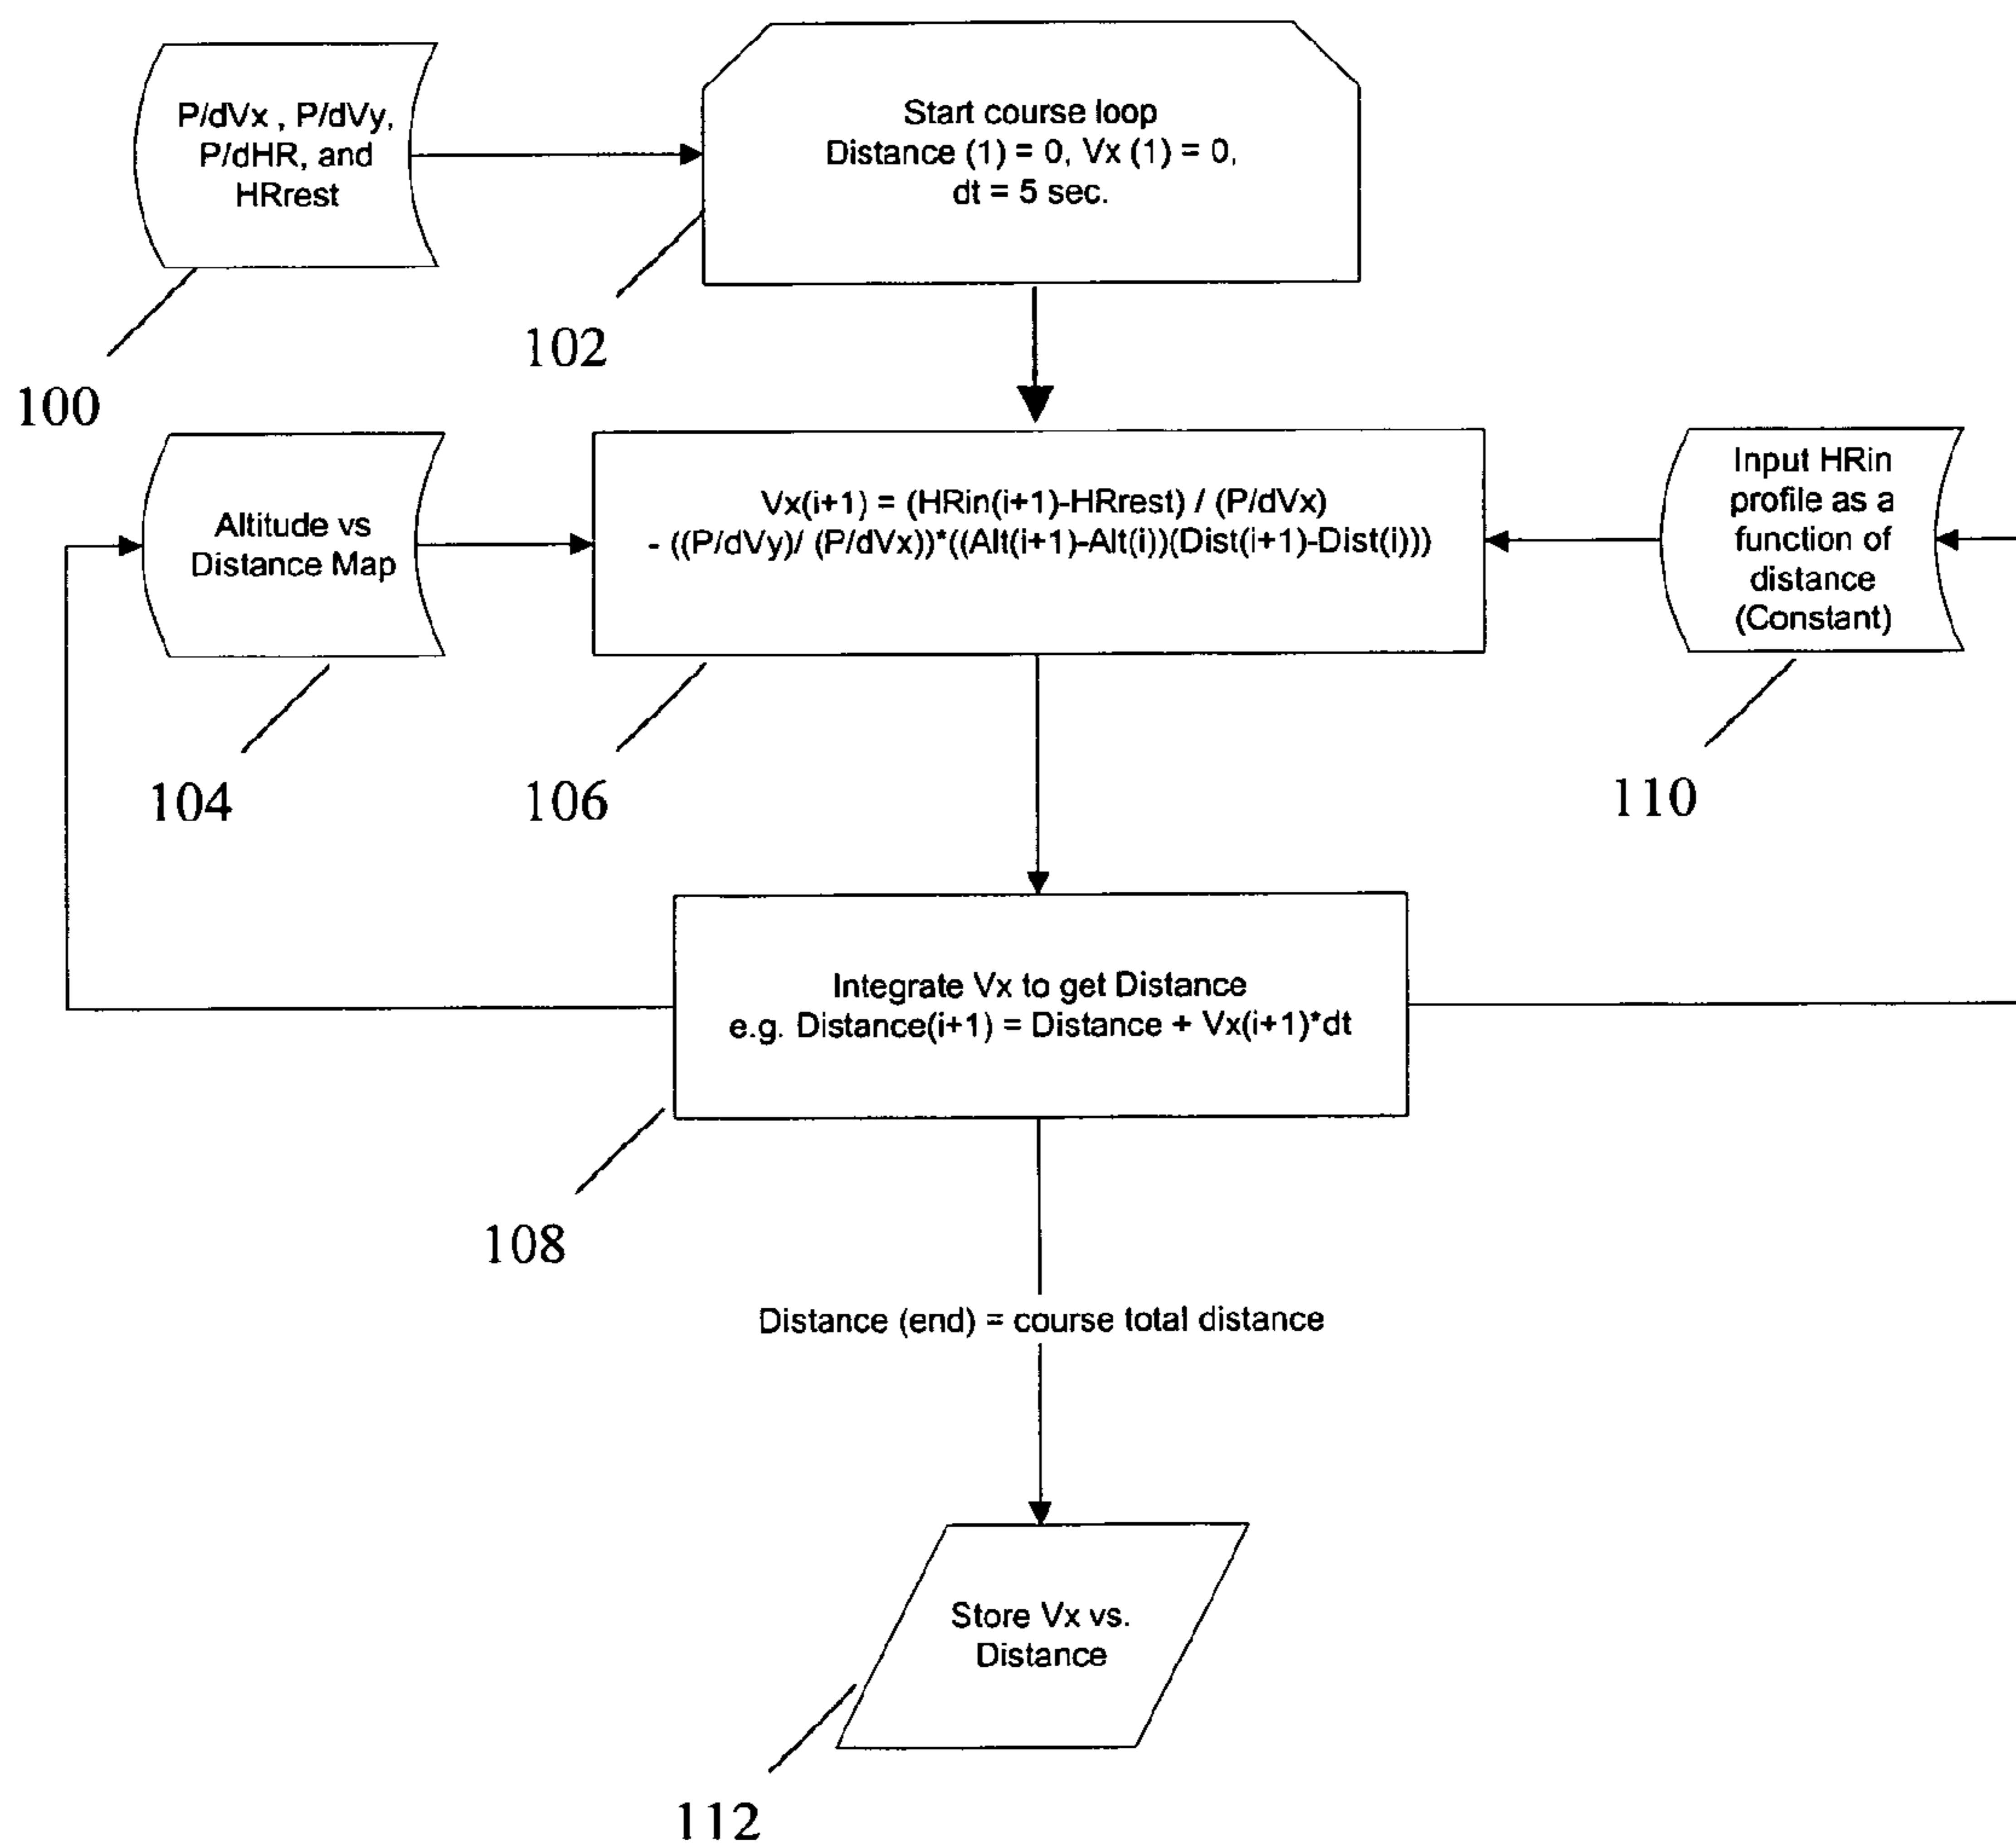 P/dVx , P/dVy,
P/dHR, and
HRrest
Start course loop
Distance (1) = 0, Vx (1) = 0,
dt = 5 sec.
100
102
Altitude vs
Distance Map
Vx(i+1) = (HRin(i+1)-HRrest) / (P/dVx)
- ((P/dVy)/ (P/dVx))*((Alt(i+1)-Alt(i))(Dist(i+1)-Dist(i)))
Input HRin
profile as a
function of
distance
(Constant)
104
106
110
Integrate Vx to get Distance
e.g. Distance(i+1) = Distance + Vx(i+1)*dt
108
Distance (end) = course total distance
Store Vx vs.
Distance
112